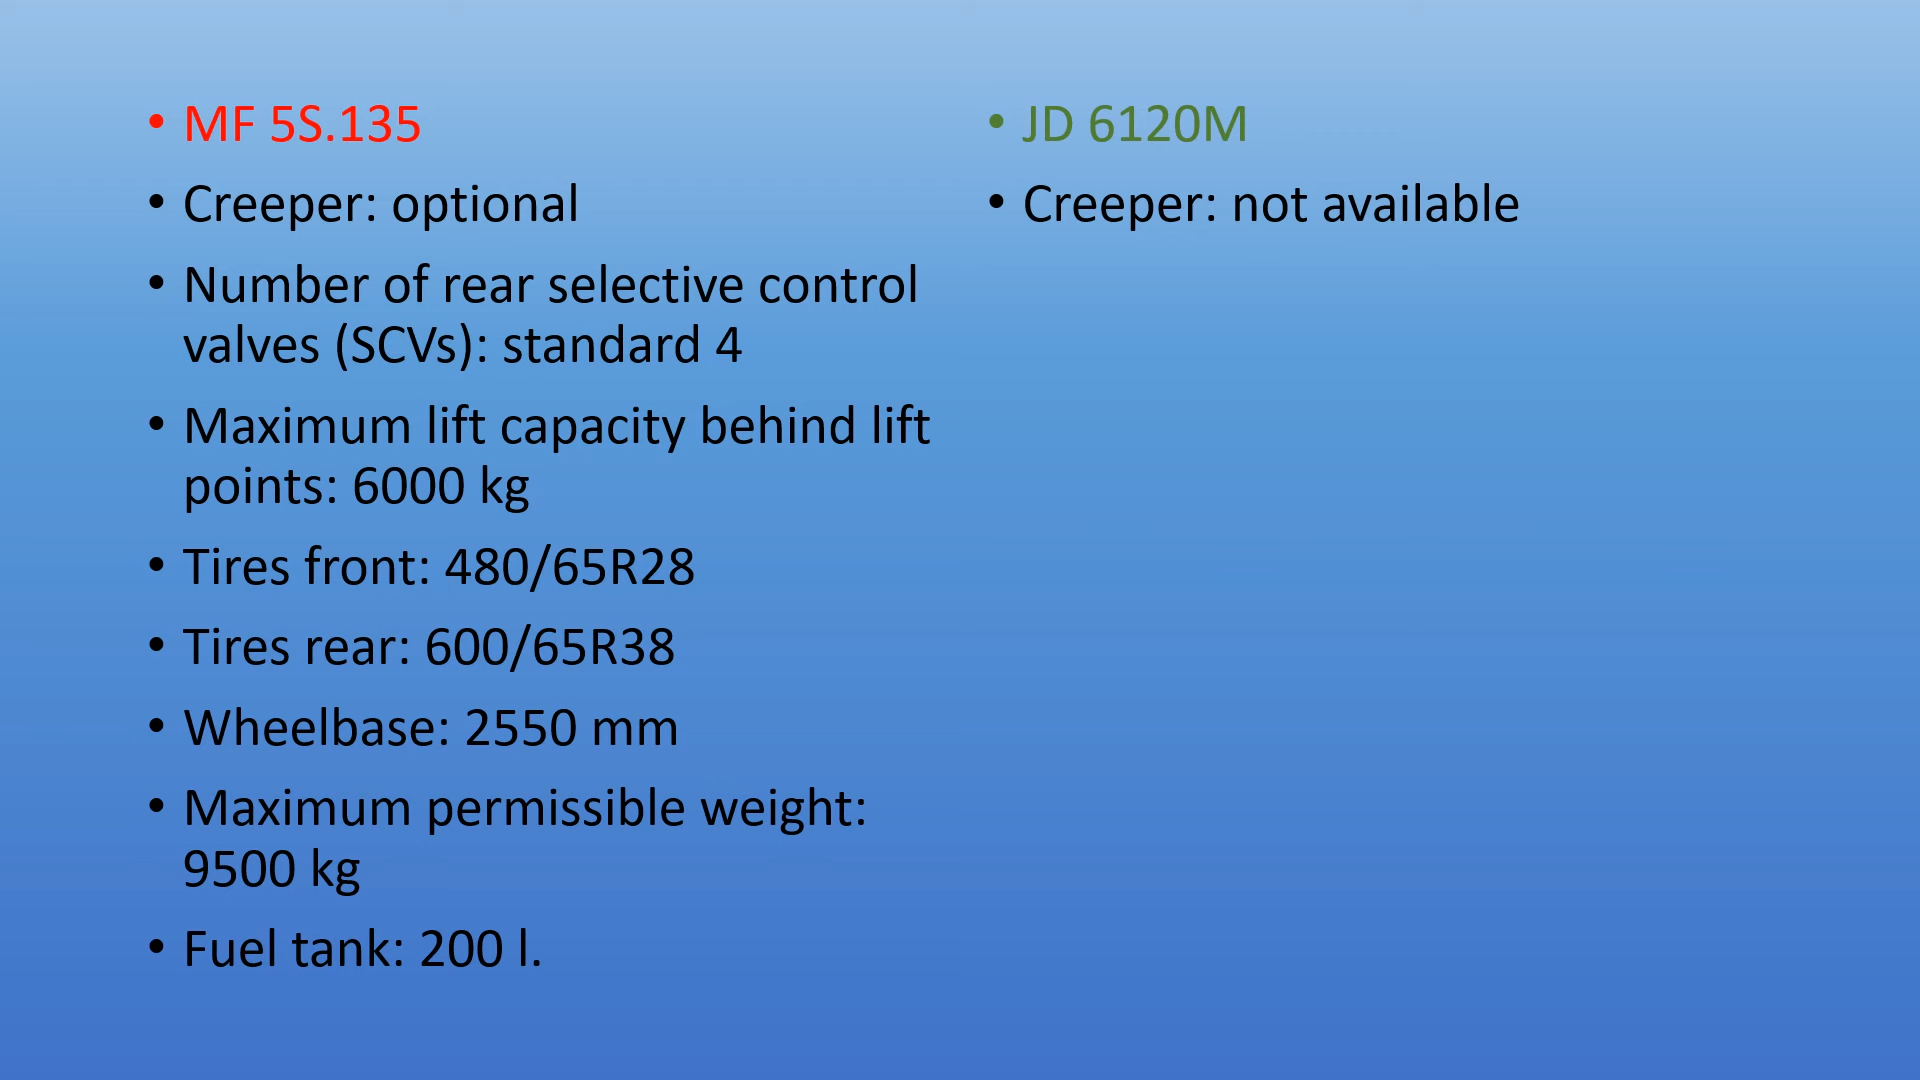 • MF 5S.135
• Creeper: optional
• Number of rear selective control
valves (SCVs): standard 4
• Maximum lift capacity behind lift
points: 6000 kg
• Tires front: 480/65R28
• Tires rear: 600/65R38
• Wheelbase: 2550 mm
• Maximum permissible weight:
9500 kg
• Fuel tank: 200 l.
• JD 6120M
• Creeper: not available